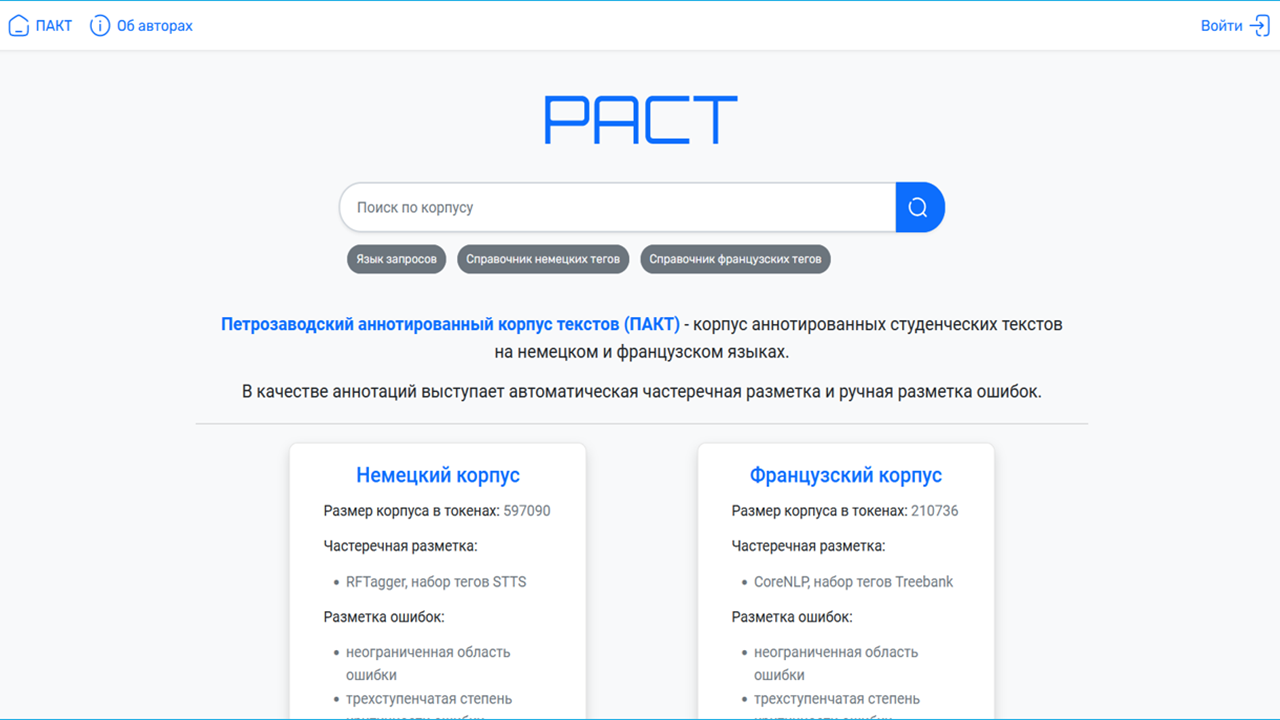 ПАКТ
Об авторах
Войти
PACT
Поиск по корпусу
Язык запросов
Справочник немецких тегов
Справочник французских тегов
Петрозаводский аннотированный корпус текстов (ПАКТ) - корпус аннотированных студенческих текстов
на немецком и французском языках.
В качестве аннотаций выступает автоматическая частеречная разметка и ручная разметка ошибок.
Немецкий корпус
Размер корпуса в токенах: 597090
Частеречная разметка:
• RFTagger, набор тегов STTS
Разметка ошибок:
• неограниченная область
ошибки
• трехступенчатая степень
Французский корпус
Размер корпуса в токенах: 210736
Частеречная разметка:
• CoreNLP, набор тегов Treebank
Разметка ошибок:
• неограниченная область
ошибки
• трехступенчатая степень